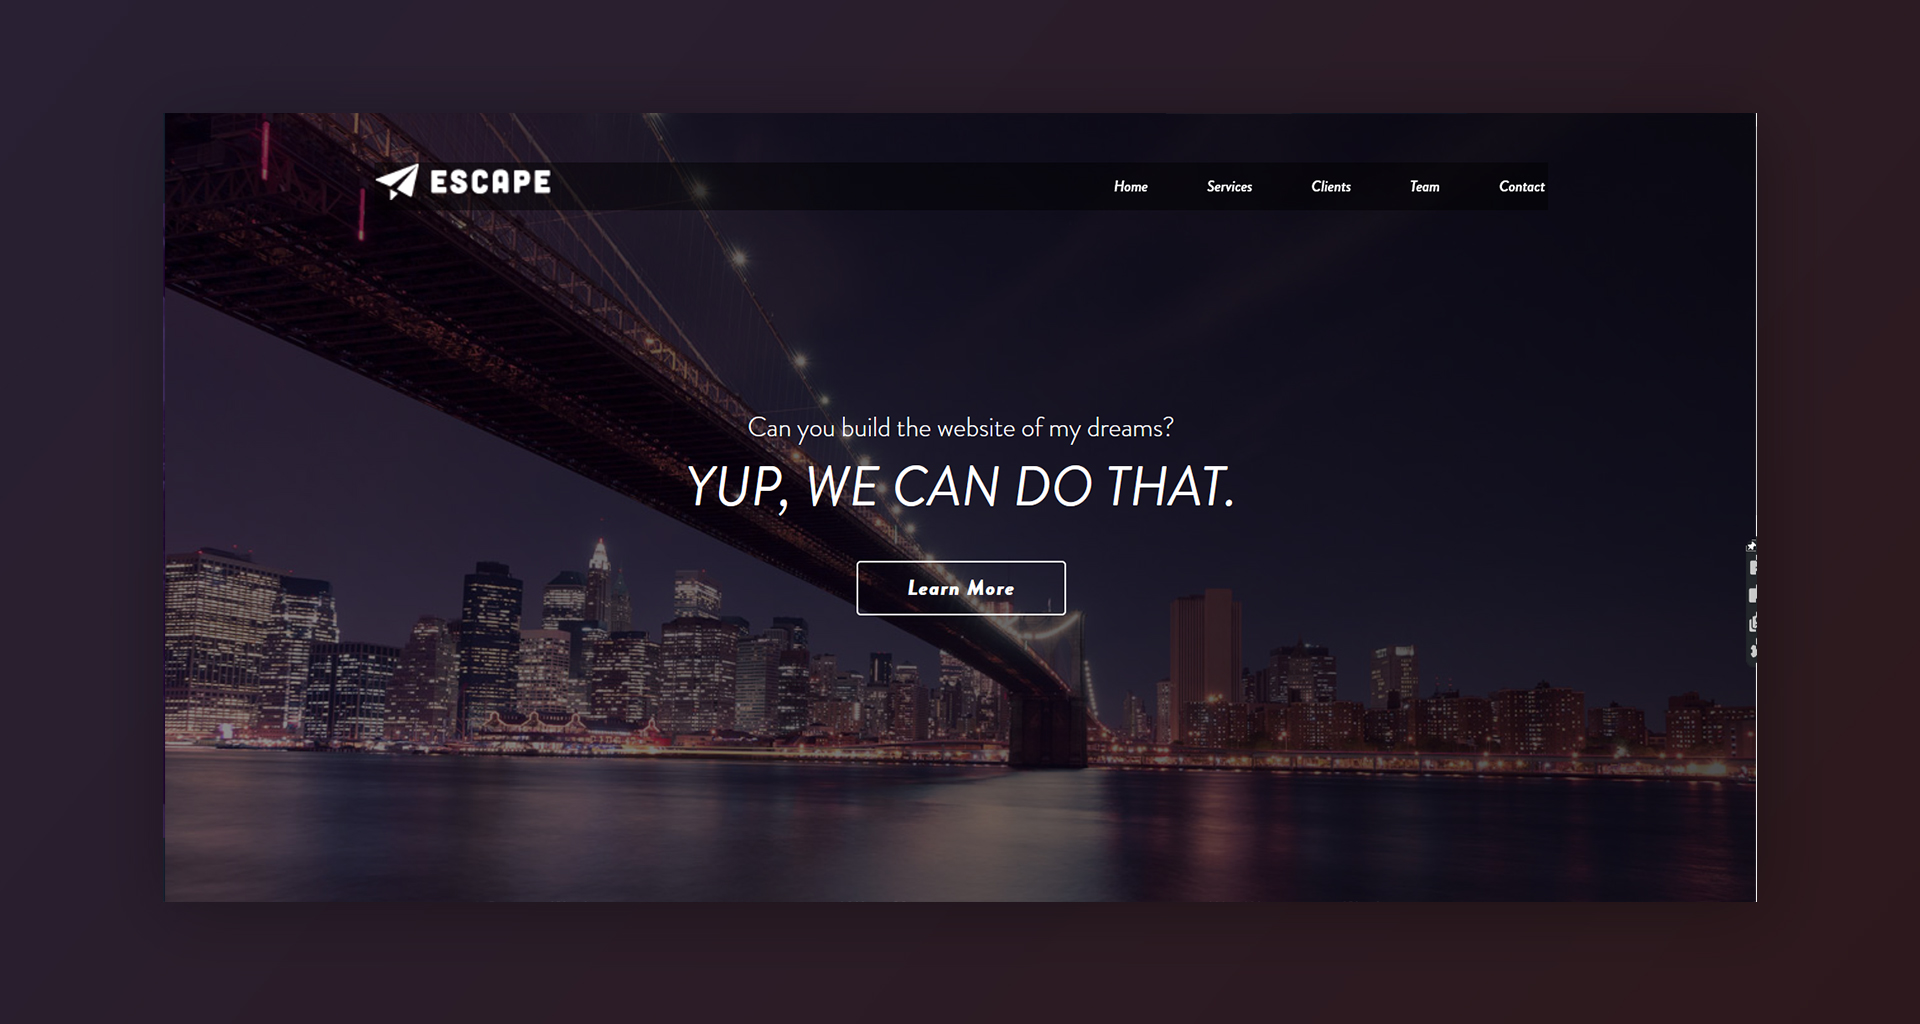 ESCAPE
Home Services Clients Team Contact
Can you build the website of my dreams?
YUP, WE CAN DO THAT.
Learn More